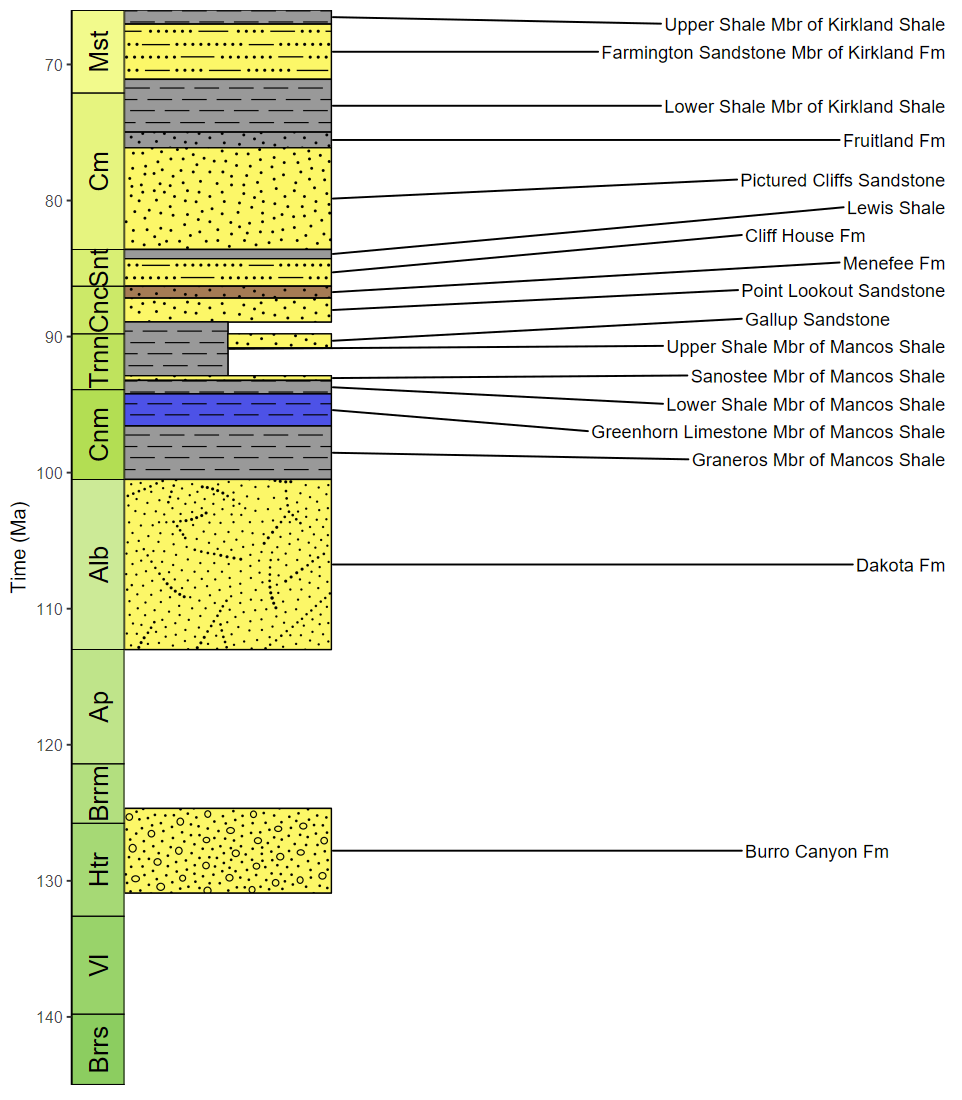 Time (Ma)
70
80
90
100
110
120
130
140
Mst
Cm
Snt
Cnc
Trnn
Cnm
Alb
Ap
Brrm
Htr
Vl
Brrs
Upper Shale Mbr of Kirkland Shale
Farmington Sandstone Mbr of Kirkland Fm
Lower Shale Mbr of Kirkland Shale
Fruitland Fm
Pictured Cliffs Sandstone
Lewis Shale
Cliff House Fm
Menefee Fm
Point Lookout Sandstone
Gallup Sandstone
Upper Shale Mbr of Mancos Shale
Sanostee Mbr of Mancos Shale
Lower Shale Mbr of Mancos Shale
Greenhorn Limestone Mbr of Mancos Shale
Graneros Mbr of Mancos Shale
Dakota Fm
Burro Canyon Fm